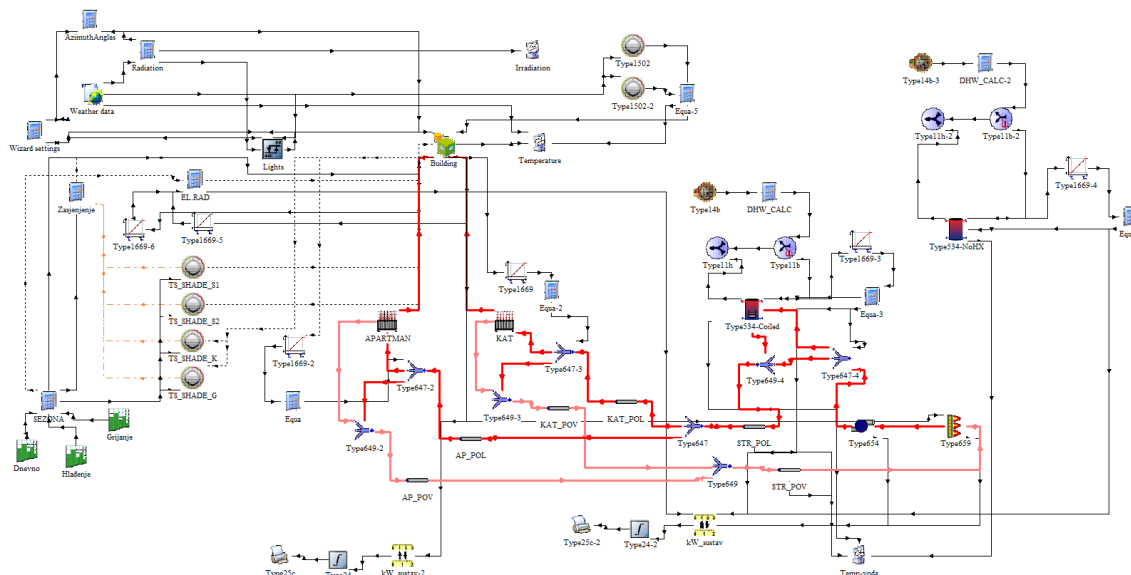 AzimuthAngles
Radiation
Irradiation
Type1502
Type14b-3
DHW_CALC-2
Weather data
Type1502-2
Equa-5
Type11h-2
Type11b-2
Wizard settings
Lights
Building
Temperature
Type1669-4
Zasjenjenje
EL.RAD
Type14b
DHW_CALC
Equa
Type1669-6
Type1669-5
Type534-NoHX
Type11h
Type11b
Type1669-3
TS_SHADE_S1
Type1669
Equa-2
Equa-3
TS_SHADE_S2
Type534-Coiled
APARTMAN
KAT
TS_SHADE_K
Type1669-2
Type647-3
Type649-4
Type647-4
Type647-2
TS_SHADE_G
SEZONA
Equa
Type649-3
KAT_POV
KAT_POL
Grijanje
Type649-2
AP_POL
Type647
STR_POL
Type654
Type659
Dnevno
Hlađenje
AP_POV
Type649
STR_POV
Type25c-2
Type24-2
kW_sustav
Type25c
Type24
kW_sustav-2
Temp-voda